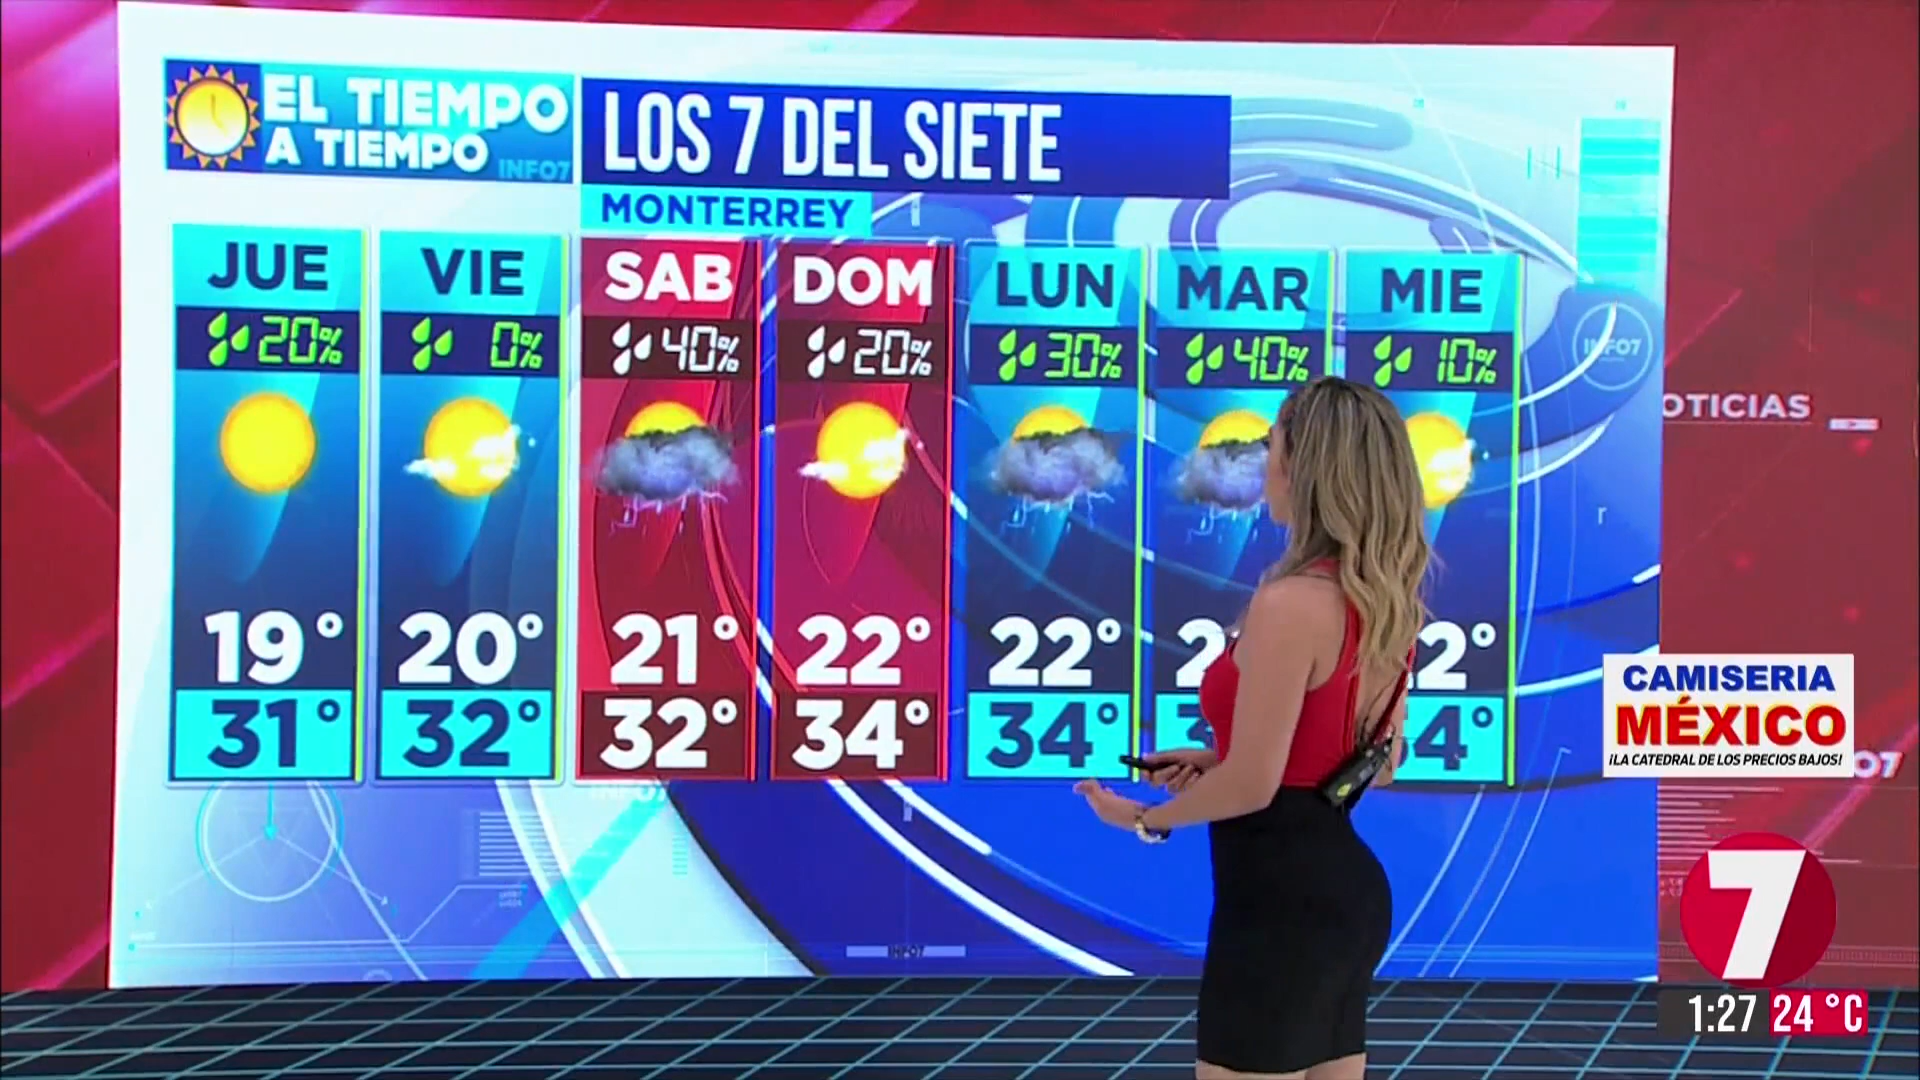 EL TIEMPO
A TIEMPO
INFO7
LOS 7 DEL SIETE
MONTERREY
JUE VIE SAB DOM LUN MAR MIE
20% 0% 40% 20% 30% 40% 10%
19° 20° 21° 22° 22°
31° 32° 32° 34° 34°
INFO7
OTICIAS
CAMISERIA
MÉXICO
¡LA CATEDRAL DE LOS PRECIOS BAJOS!
INFO7
INFO7
7
1:27 24 °C